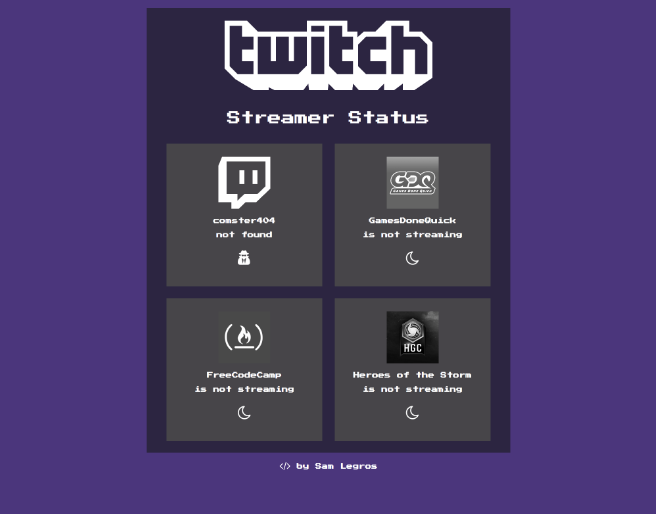 twitch
Streamer Status
comster404
not found
GDQ
GAMES DONE QUICK
GamesDoneQuick
is not streaming
FreeCodeCamp
is not streaming
HGC
Heroes of the Storm
is not streaming
</> by Sam Legros